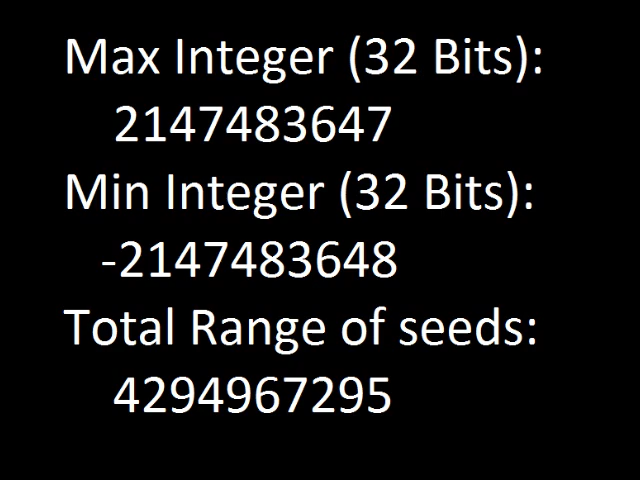 Max Integer (32 Bits):
2147483647
Min Integer (32 Bits):
-2147483648
Total Range of seeds:
4294967295